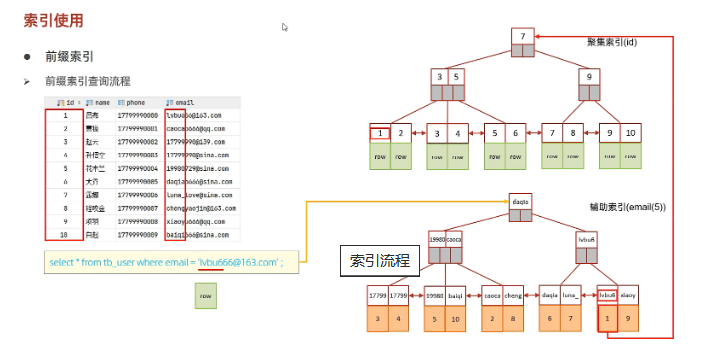 索引使用
前缀索引
前缀索引查询流程
id name phone email
1 吕布 17799990000 lvbu666@163.com
2 曹操 17799990001 caocao666@qq.com
3 赵云 17799990002 17799990@139.com
4 孙悟空 17799990003 17799990@sina.com
5 花木兰 17799990004 19980729@sina.com
6 大乔 17799990005 daqiao666@sina.com
7 露娜 17799990006 luna_love@sina.com
8 程咬金 17799990007 chengyaojin@163.com
9 项羽 17799990008 xiaoyu666@qq.com
10 白起 17799990009 baiqi666@sina.com
select * from tb_user where email = 'lvbu666@163.com' ;
row
聚集索引(id)
7
3 5 9
1 2 3 4 5 6 7 8 9 10
row row row row row row row row row row
辅助索引(email(5))
daqia
19980 caoca lvbu6
索引流程
17799 17799 19980 baiqi caoca cheng daqia luna_ lvbu6 xiaoy
3 4 5 10 2 8 6 7 1 9